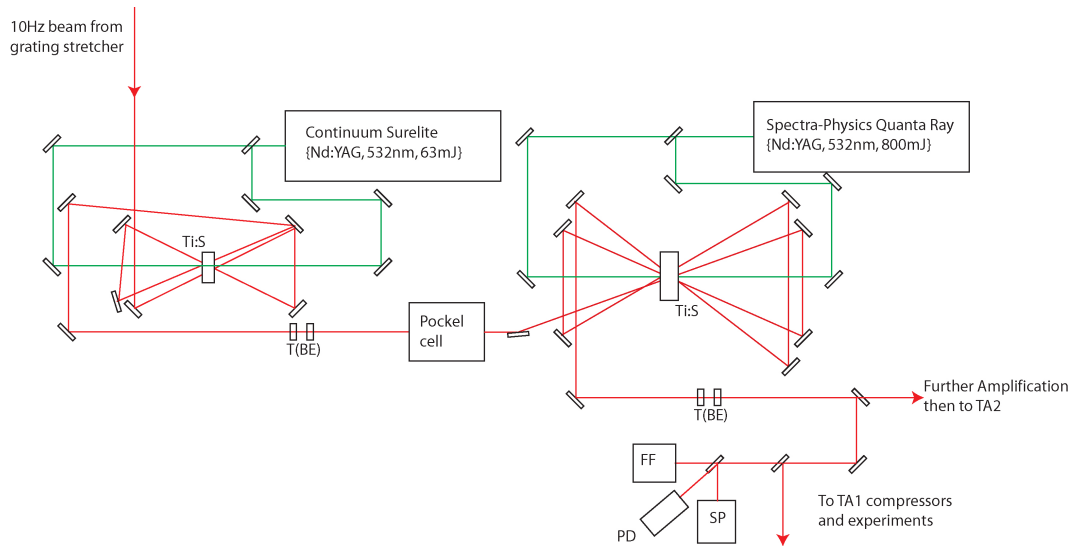 10Hz beam from
grating stretcher
Continuum Surelite
{Nd:YAG, 532nm, 63mJ}
Spectra-Physics Quanta Ray
{Nd:YAG, 532nm, 800mJ}
Ti:S
Ti:S
Pockel
cell
T(BE)
Further Amplification
then to TA2
T(BE)
FF
SP
PD
To TA1 compressors
and experiments